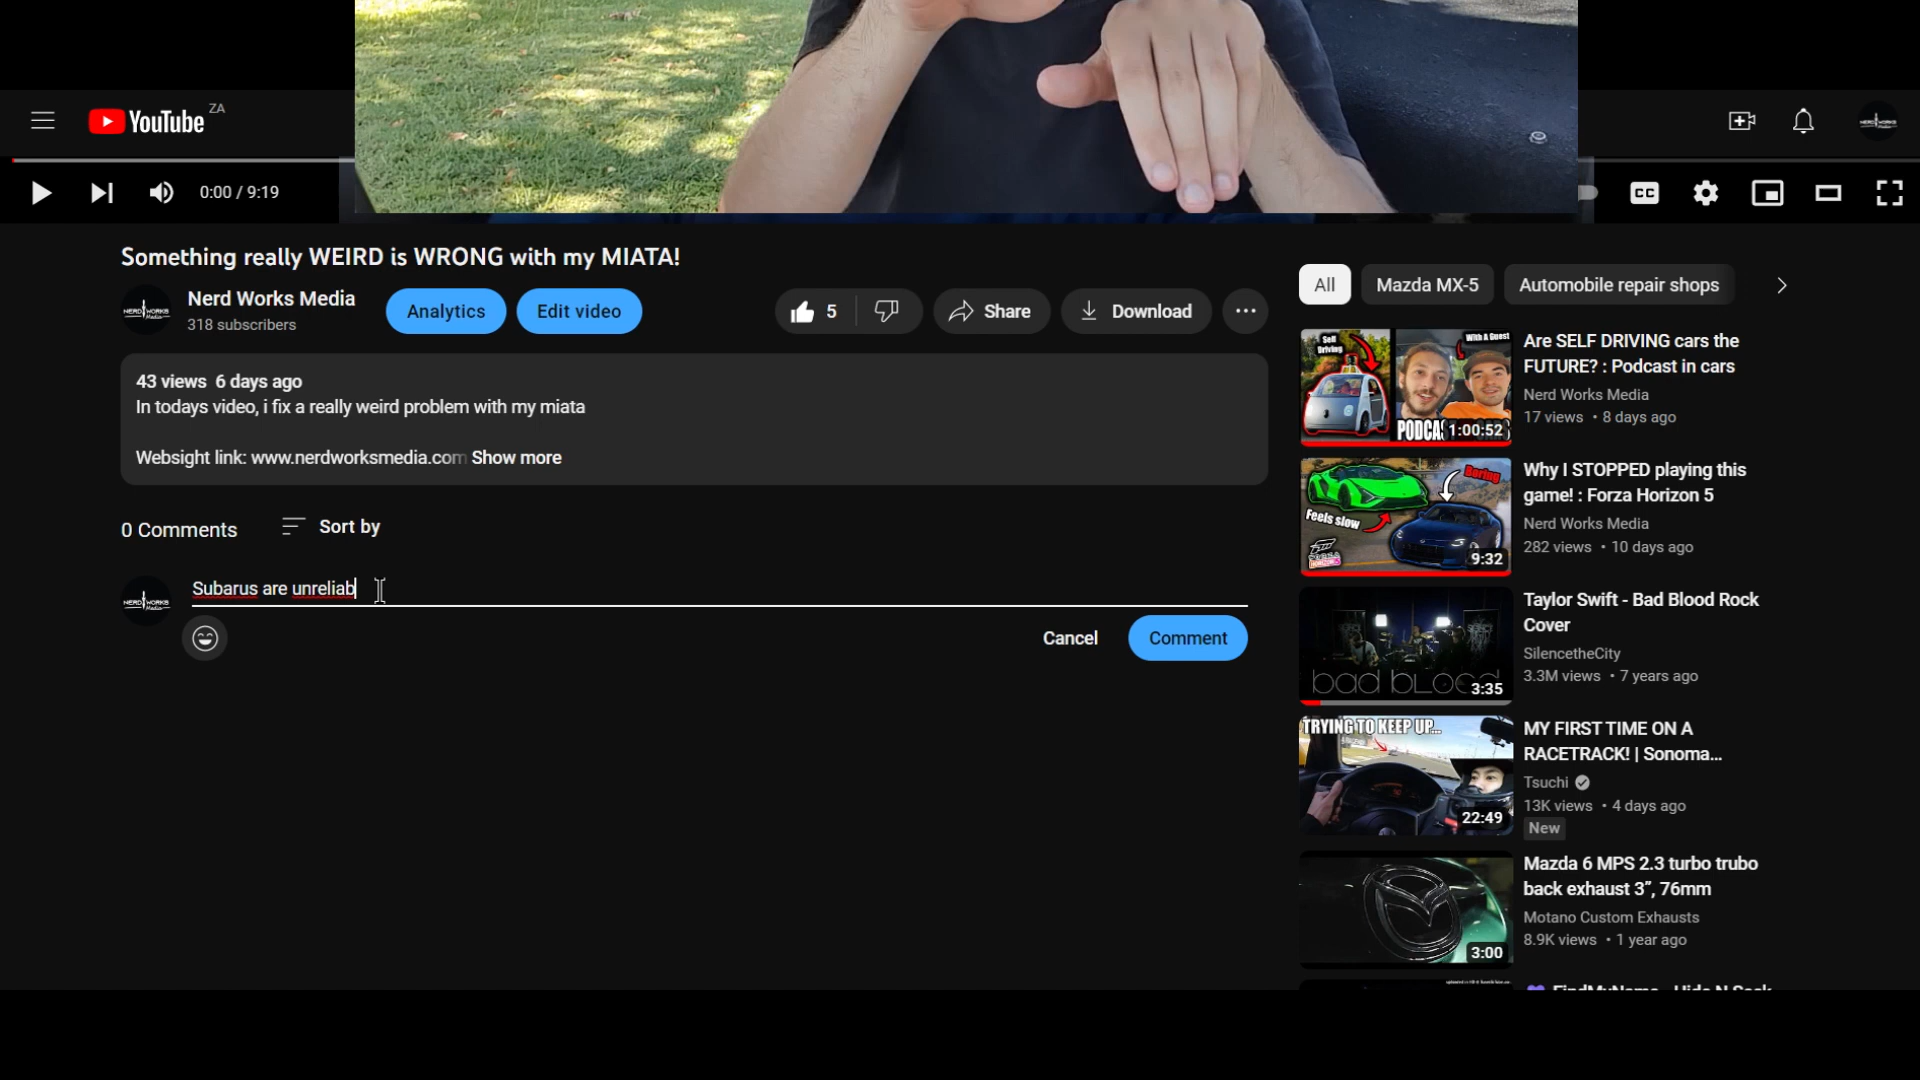 YouTube ZA
0:00 / 9:19
CC
Something really WEIRD is WRONG with my MIATA!
Nerd Works Media
318 subscribers
Analytics
Edit video
5
Share
Download
43 views 6 days ago
In todays video, i fix a really weird problem with my miata
Websight link: www.nerdworksmedia.com Show more
0 Comments
Sort by
Subarus are unreliab
Cancel
Comment
All
Mazda MX-5
Automobile repair shops
Self
Driving
With A Guest
1:00:52
Are SELF DRIVING cars the
FUTURE? : Podcast in cars
Nerd Works Media
17 views • 8 days ago
Boring
Feels slow
9:32
Why I STOPPED playing this
game! : Forza Horizon 5
Nerd Works Media
282 views • 10 days ago
3:35
Taylor Swift - Bad Blood Rock
Cover
SilencetheCity
3.3M views • 7 years ago
TRYING TO KEEP UP...
22:49
MY FIRST TIME ON A
RACETRACK! | Sonoma...
Tsuchi
13K views • 4 days ago
New
3:00
Mazda 6 MPS 2.3 turbo trubo
back exhaust 3”, 76mm
Motano Custom Exhausts
8.9K views • 1 year ago